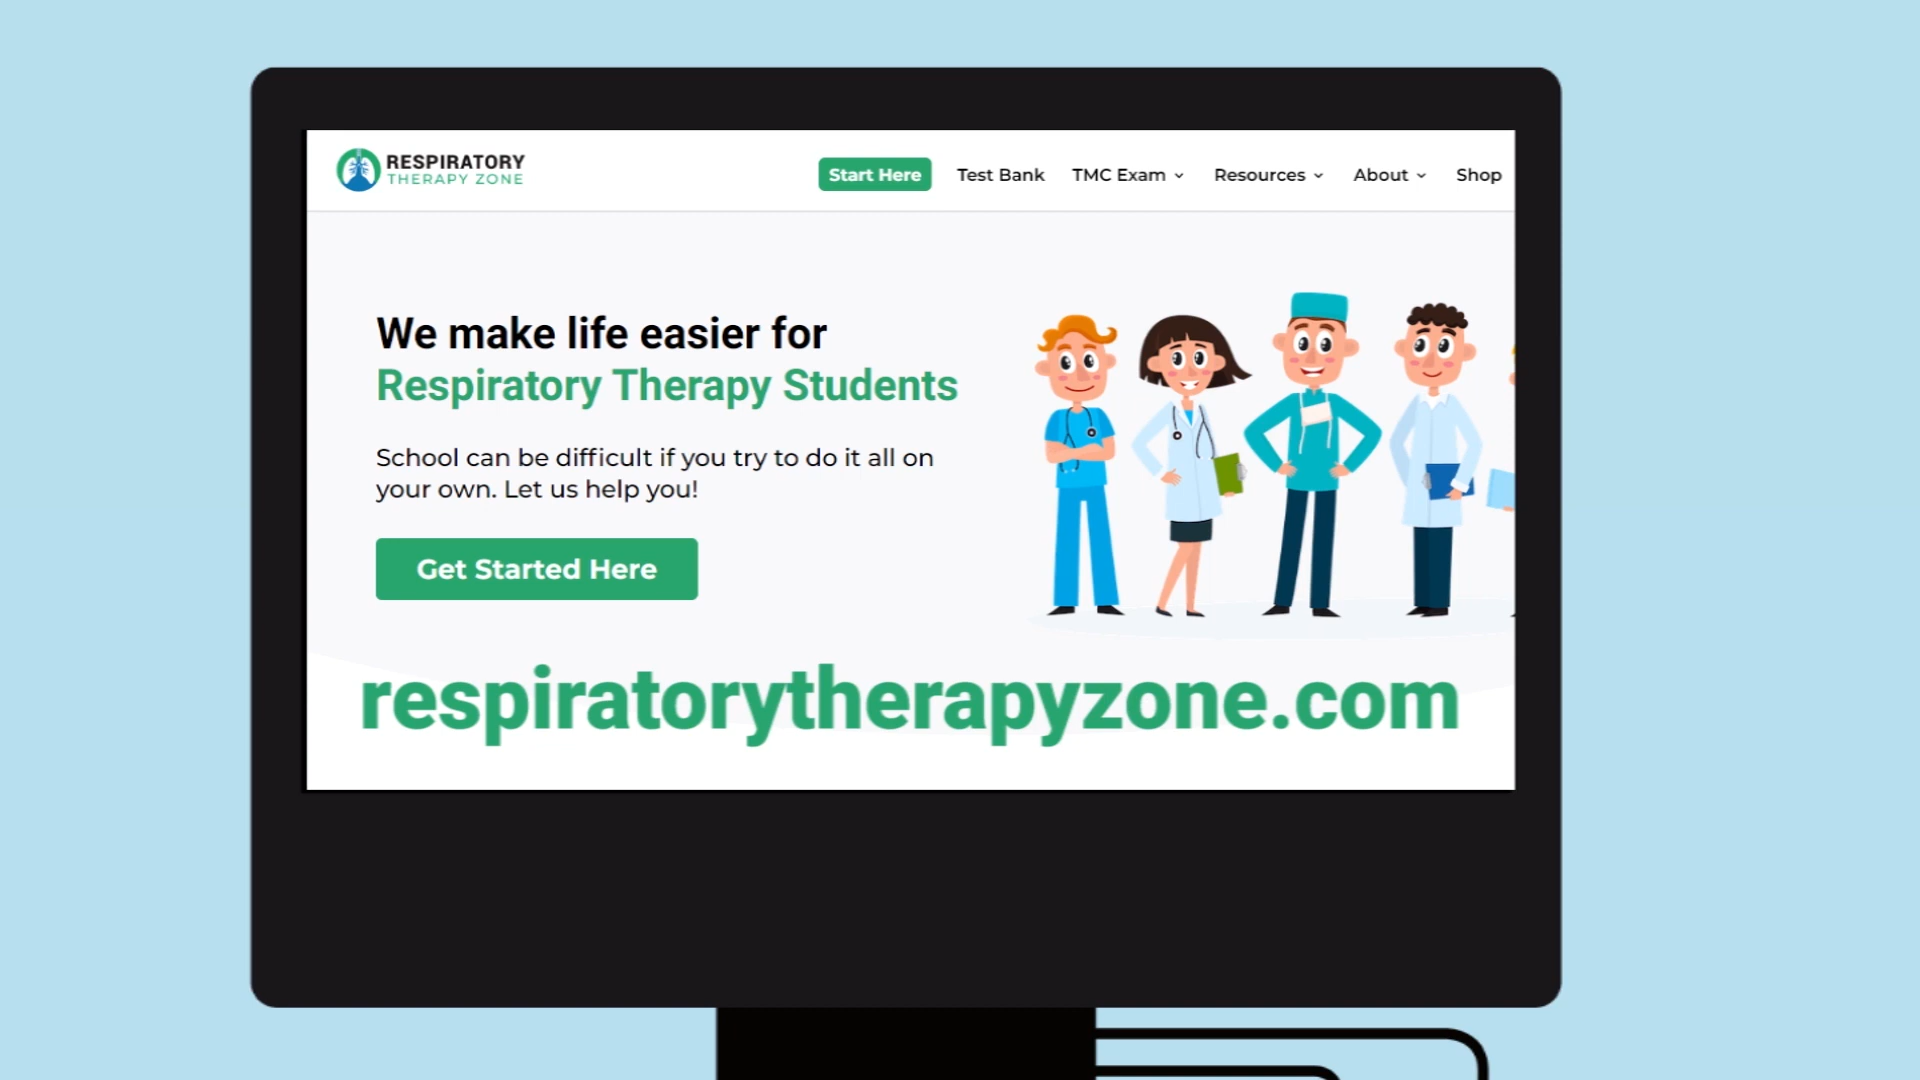 RESPIRATORY
THERAPY ZONE
Start Here
Test Bank
TMC Exam
Resources
About
Shop
We make life easier for
Respiratory Therapy Students
School can be difficult if you try to do it all on
your own. Let us help you!
Get Started Here
respiratorytherapyzone.com